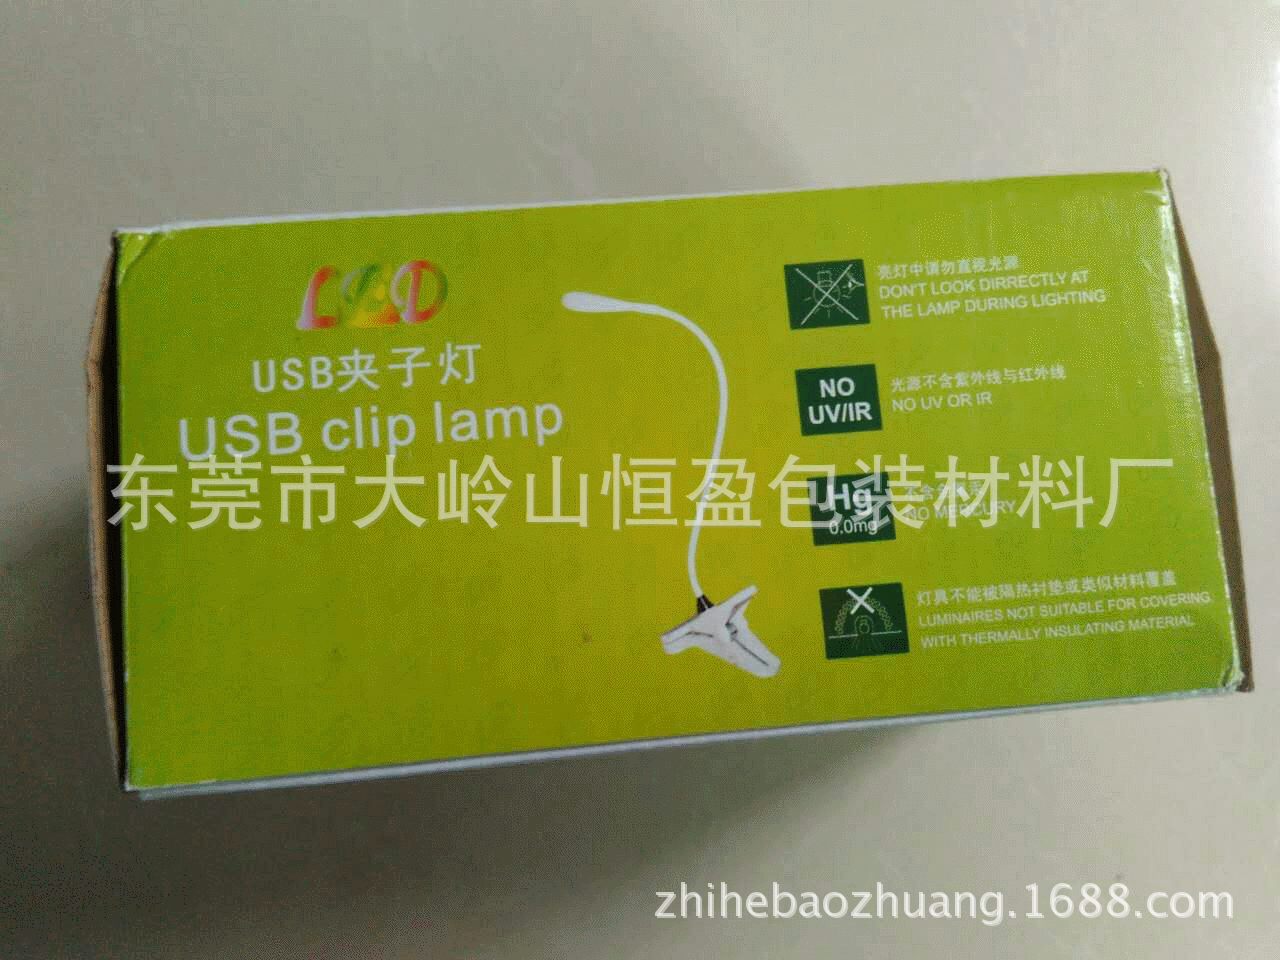 LED
USB夹子灯
USB clip lamp
亮灯中请勿直视光源
DON'T LOOK DIRRECTLY AT
THE LAMP DURING LIGHTING
NO
UV/IR
光源不含紫外线与红外线
NO UV OR IR
东莞市大岭山恒盈包装材料厂
Hg
0.0mg
NO MERCURY
灯具不能被隔热衬垫或类似材料覆盖
LUMINAIRES NOT SUITABLE FOR COVERING
WITH THERMALLY INSULATING MATERIAL
zhihebaozhuang.1688.com